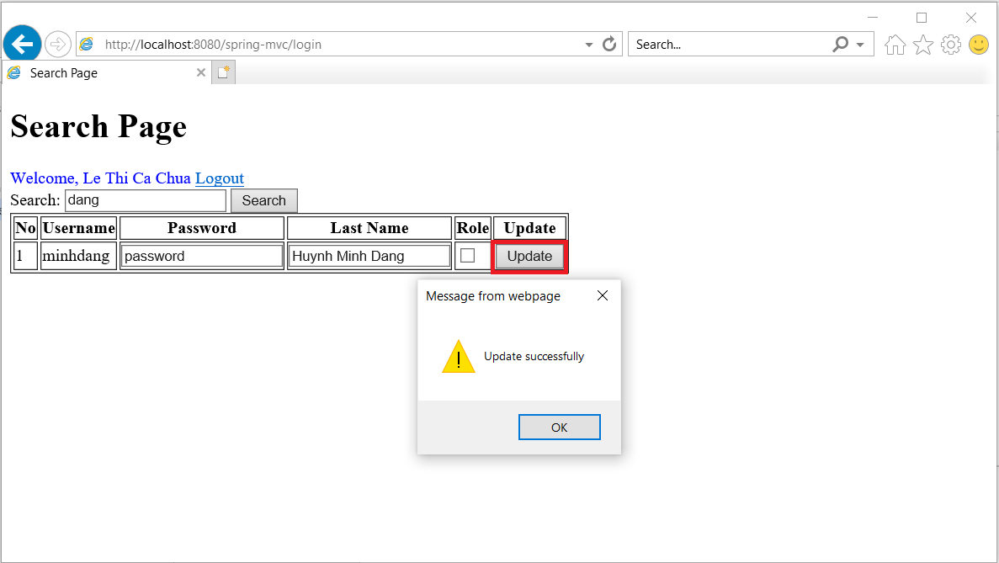 http://localhost:8080/spring-mvc/login
Search...
Search Page
Search Page
Welcome, Le Thi Ca Chua Logout
Search: dang Search
No Username Password Last Name Role Update
1 minhdang password Huynh Minh Dang Update
Message from webpage
Update successfully
OK